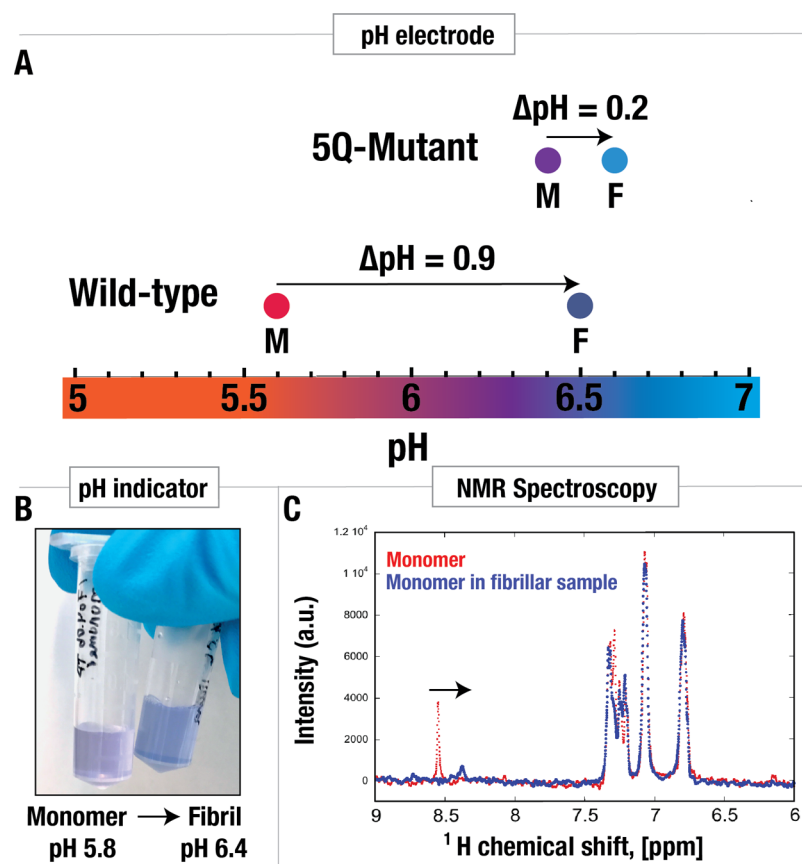 pH electrode
A
ΔpH = 0.2
5Q-Mutant
M F
ΔpH = 0.9
Wild-type
M F
5 5.5 6 6.5 7
pH
pH indicator
NMR Spectroscopy
B
C
1.2 10⁴
1 10⁴
8000
6000
4000
2000
0
Intensity (a.u.)
Monomer
Monomer in fibrillar sample
9 8.5 8 7.5 7 6.5 6
¹H chemical shift, [ppm]
Monomer → Fibril
pH 5.8 pH 6.4